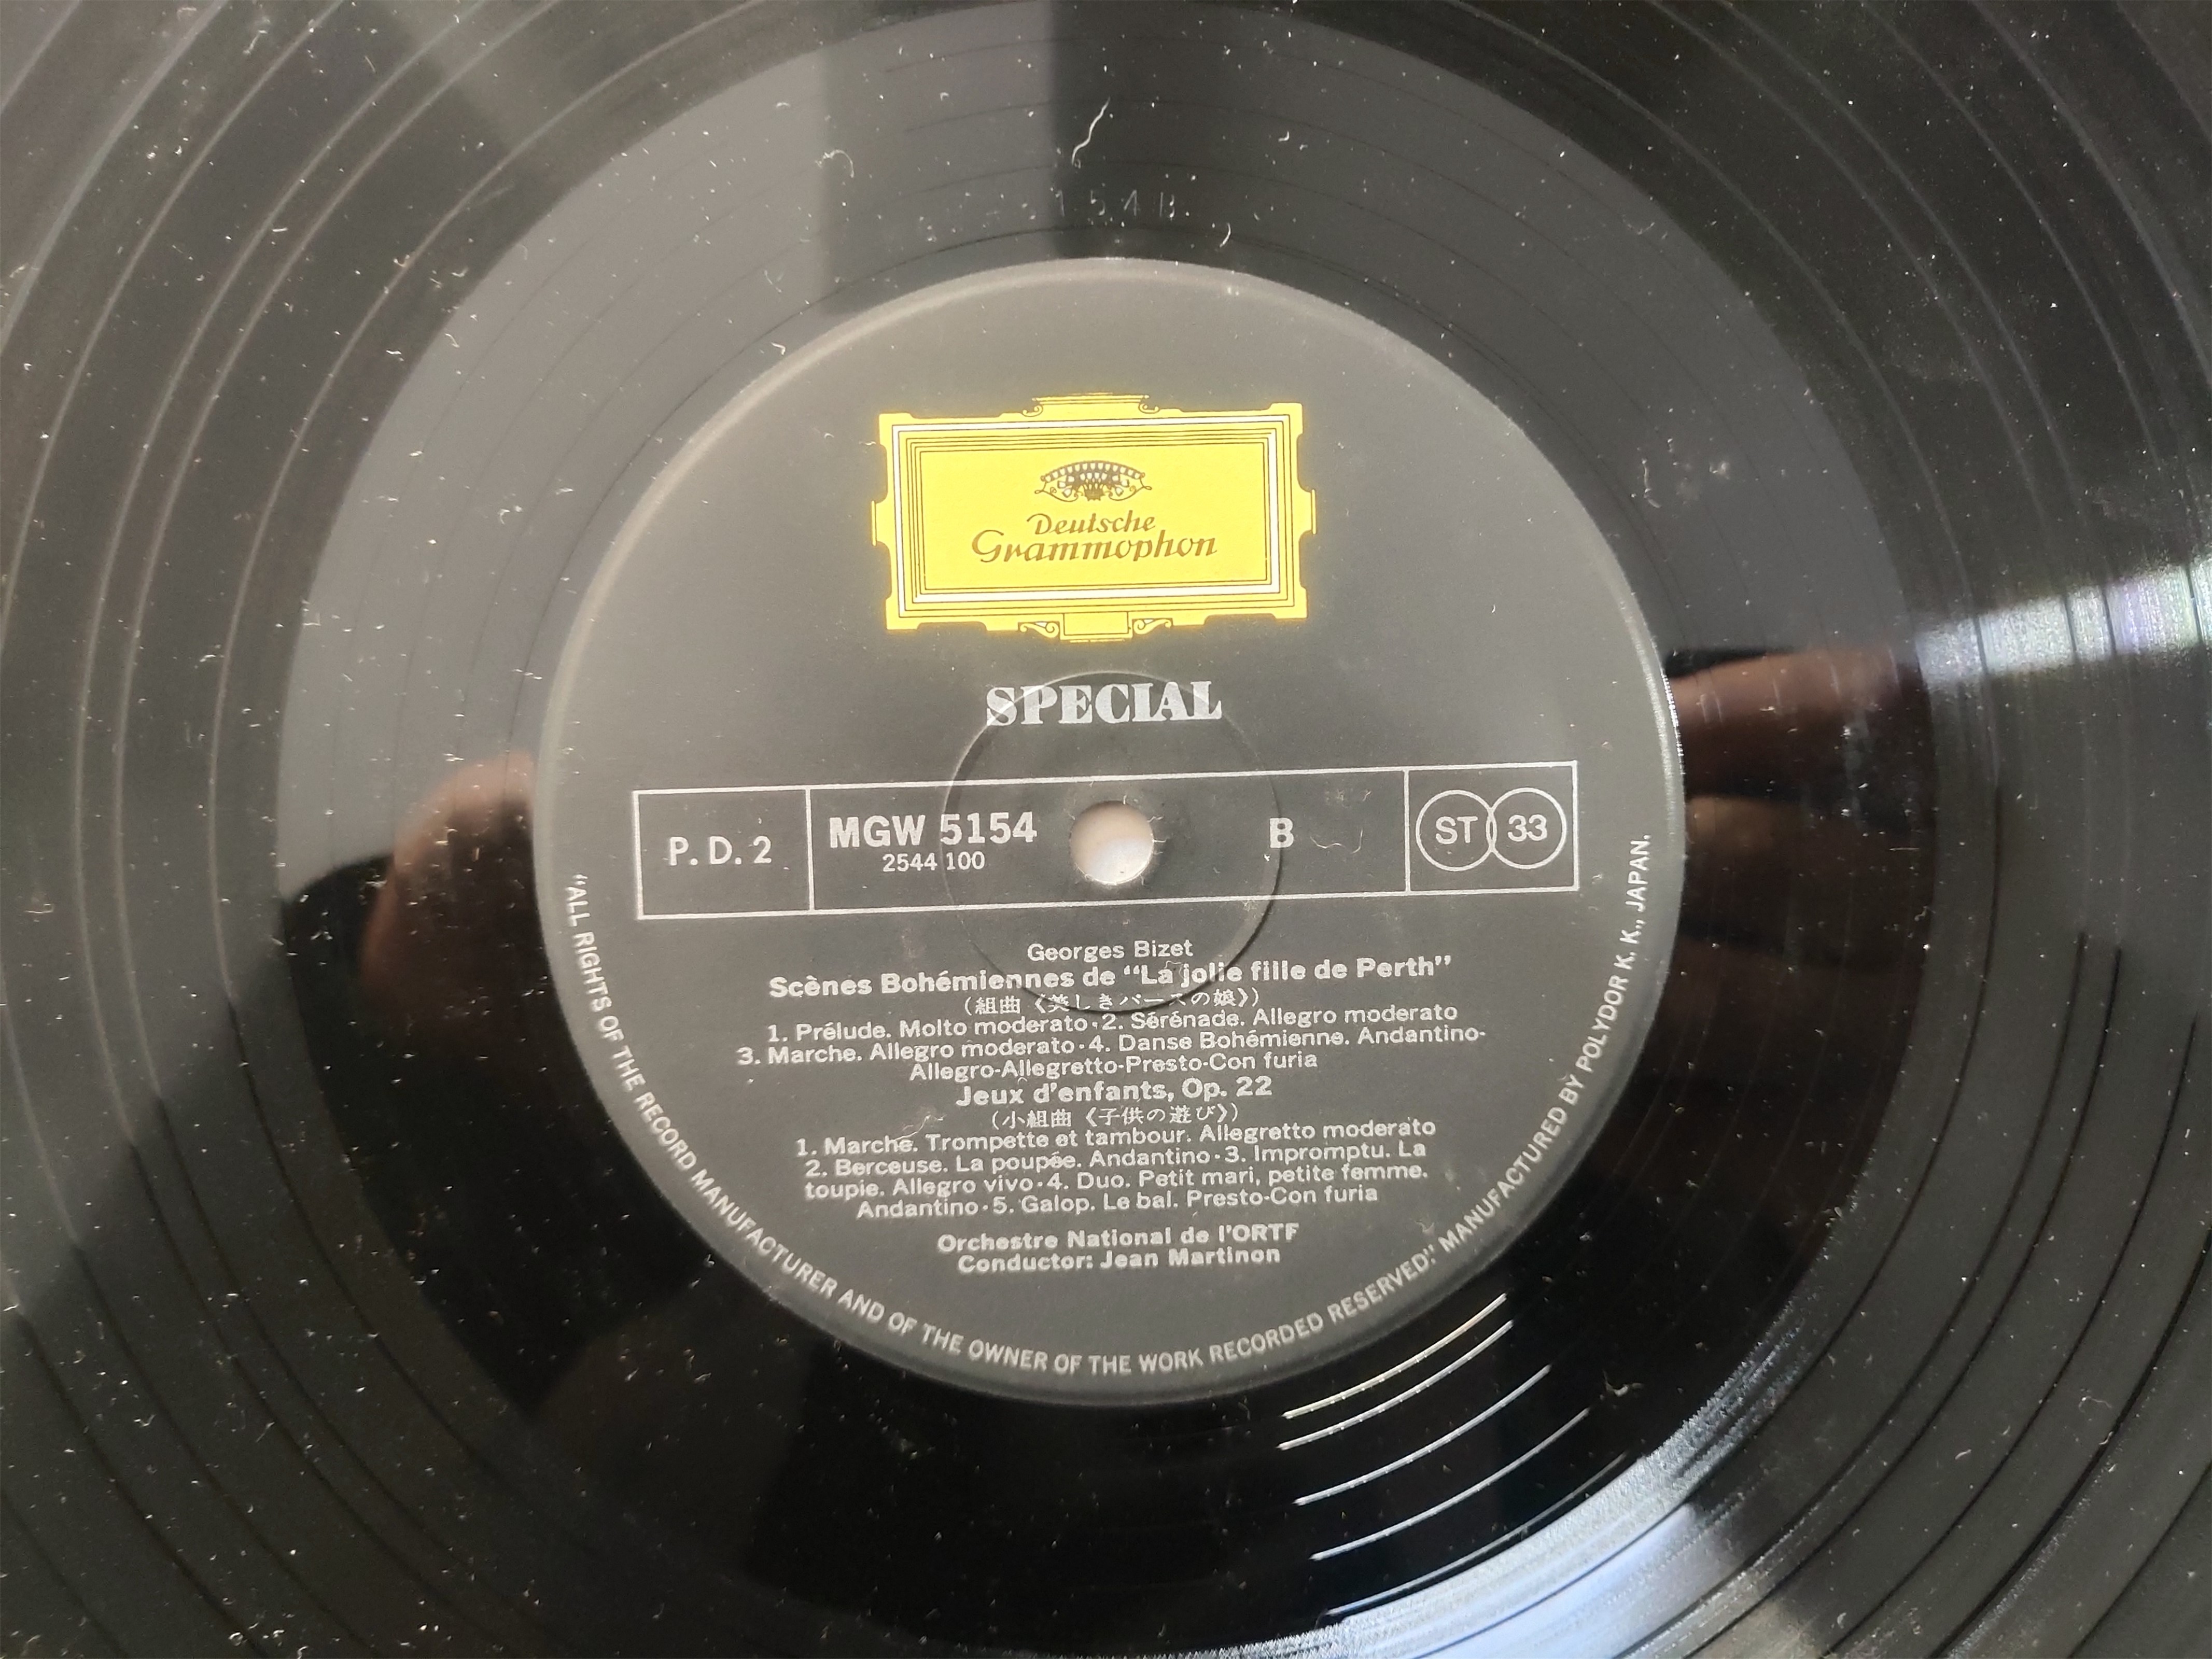 Deutsche
Grammophon
SPECIAL
P. D. 2
MGW 5154
2544 100
B
ST 33
Georges Bizet
Scènes Bohémiennes de “La jolie fille de Perth”
(組曲《美しきパースの娘》)
1. Prélude. Molto moderato·2. Sérénade. Allegro moderato
3. Marche. Allegro moderato·4. Danse Bohémienne. Andantino-
Allegro-Allegretto-Presto-Con furia
Jeux d'enfants, Op. 22
(小組曲《子供の遊び》)
1. Marche. Trompette et tambour. Allegretto moderato
2. Berceuse. La poupée. Andantino·3. Impromptu. La
toupie. Allegro vivo·4. Duo. Petit mari, petite femme.
Andantino·5. Galop. Le bal. Presto-Con furia
Orchestre National de l'ORTF
Conductor: Jean Martinon
“ALL RIGHTS OF THE RECORD MANUFACTURER AND OF THE OWNER OF THE WORK RECORDED RESERVED.” MANUFACTURED BY POLYDOR K. K., JAPAN.